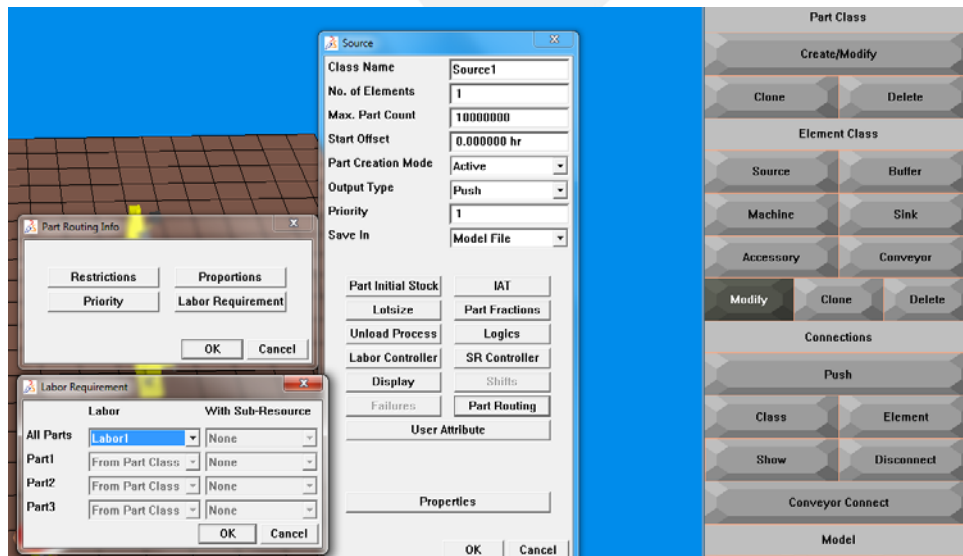 Source
Class Name Source1
No. of Elements 1
Max. Part Count 10000000
Start Offset 0.000000 hr
Part Creation Mode Active
Output Type Push
Priority 1
Save In Model File
Part Initial Stock IAT
Lotsize Part Fractions
Unload Process Logics
Labor Controller SR Controller
Display Shifts
Failures Part Routing
User Attribute
Properties
OK Cancel
Part Routing Info
Restrictions Proportions
Priority Labor Requirement
OK Cancel
Labor Requirement
Labor With Sub-Resource
All Parts Labor1 None
Part1 From Part Class None
Part2 From Part Class None
Part3 From Part Class None
OK Cancel
Part Class
Create/Modify
Clone Delete
Element Class
Source Buffer
Machine Sink
Accessory Conveyor
Modify Clone Delete
Connections
Push
Class Element
Show Disconnect
Conveyor Connect
Model